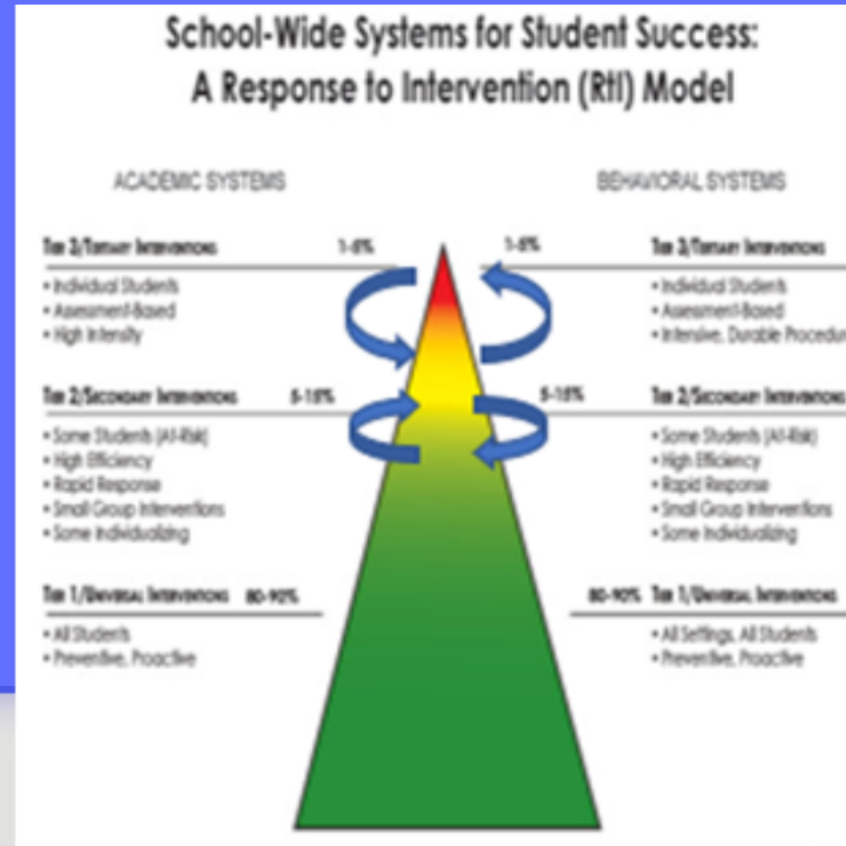 School-Wide Systems for Student Success:
A Response to Intervention (RtI) Model
ACADEMIC SYSTEMS
Tier 3/Tertiary Interventions 1-5%
• Individual Students
• Assessment-Based
• High Intensity
Tier 2/Secondary Interventions 5-15%
• Some Students (At-Risk)
• High Efficiency
• Rapid Response
• Small Group Interventions
• Some Individualizing
Tier 1/Universal Interventions 80-90%
• All Students
• Preventive, Proactive
BEHAVIORAL SYSTEMS
1-5% Tier 3/Tertiary Interventions
• Individual Students
• Assessment-Based
• Intensive, Durable
5-15% Tier 2/Secondary Interventions
• Some Students (At-Risk)
• High Efficiency
• Rapid Response
• Small Group Interventions
• Some Individualizing
80-90% Tier 1/Universal Interventions
• All Settings, All Students
• Preventive, Proactive